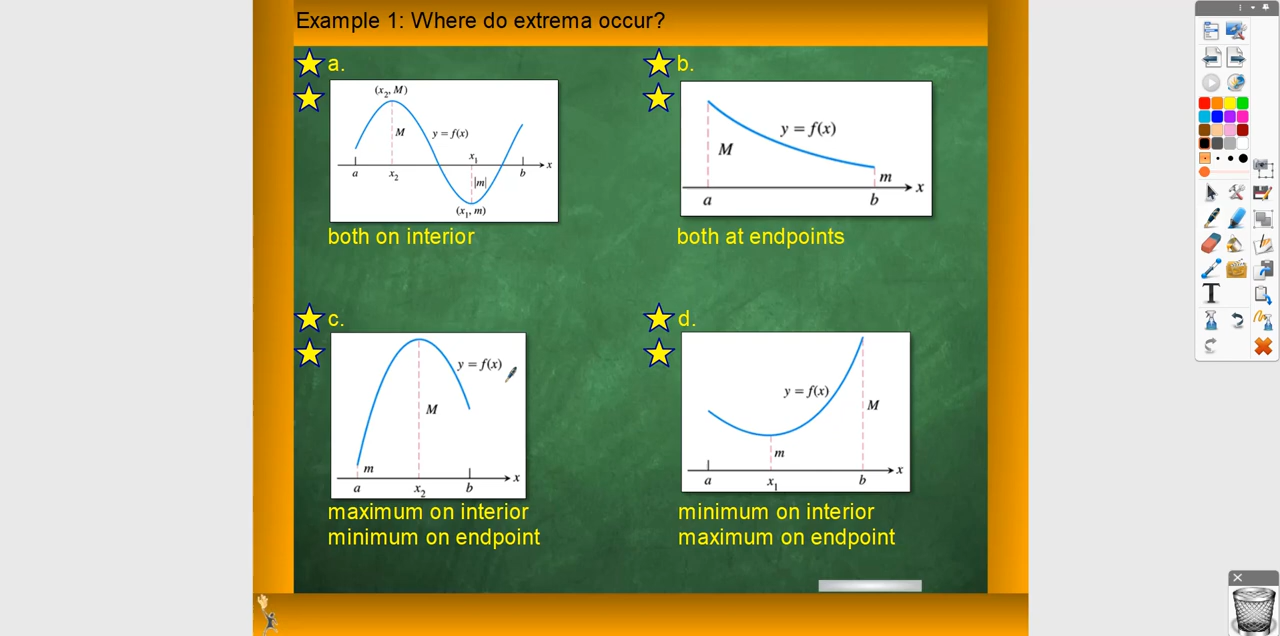 Example 1: Where do extrema occur?
a.
(x₂, M)
M
y = f(x)
x₁
|m|
a
x₂
b
x
(x₁, m)
both on interior
b.
y = f(x)
M
m
x
a
b
both at endpoints
c.
y = f(x)
M
m
x
a
x₂
b
maximum on interior
minimum on endpoint
d.
y = f(x)
M
m
x
a
x₁
b
minimum on interior
maximum on endpoint
T